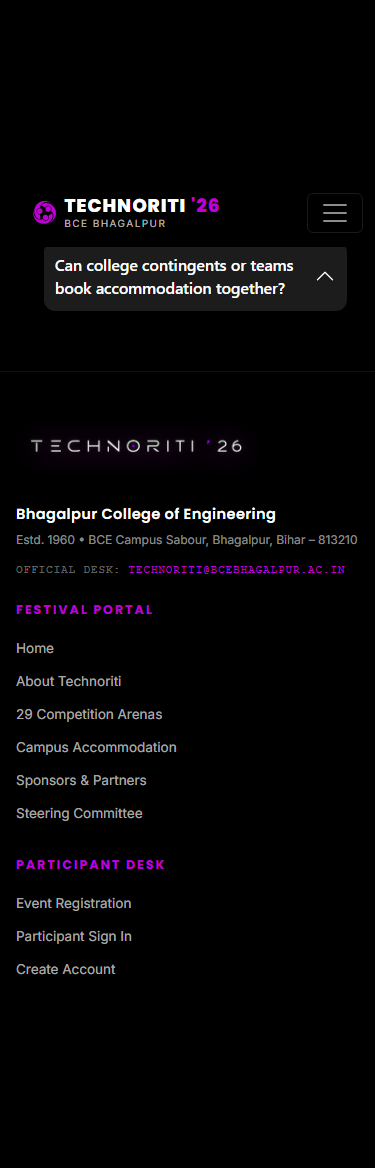 TECHNORITI '26
BCE BHAGALPUR
Can college contingents or teams
book accommodation together?
TECHNORITI '26
Bhagalpur College of Engineering
Estd. 1960 • BCE Campus Sabour, Bhagalpur, Bihar – 813210
OFFICIAL DESK: TECHNORITI@BCEBHAGALPUR.AC.IN
FESTIVAL PORTAL
Home
About Technoriti
29 Competition Arenas
Campus Accommodation
Sponsors & Partners
Steering Committee
PARTICIPANT DESK
Event Registration
Participant Sign In
Create Account